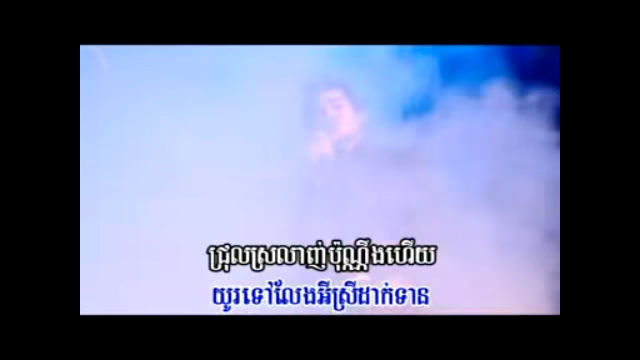 ជ្រុលស្រលាញ់ប៉ុណ្ណឹងហើយ
យូរទៅលែងអីស្រីដាក់ទាន